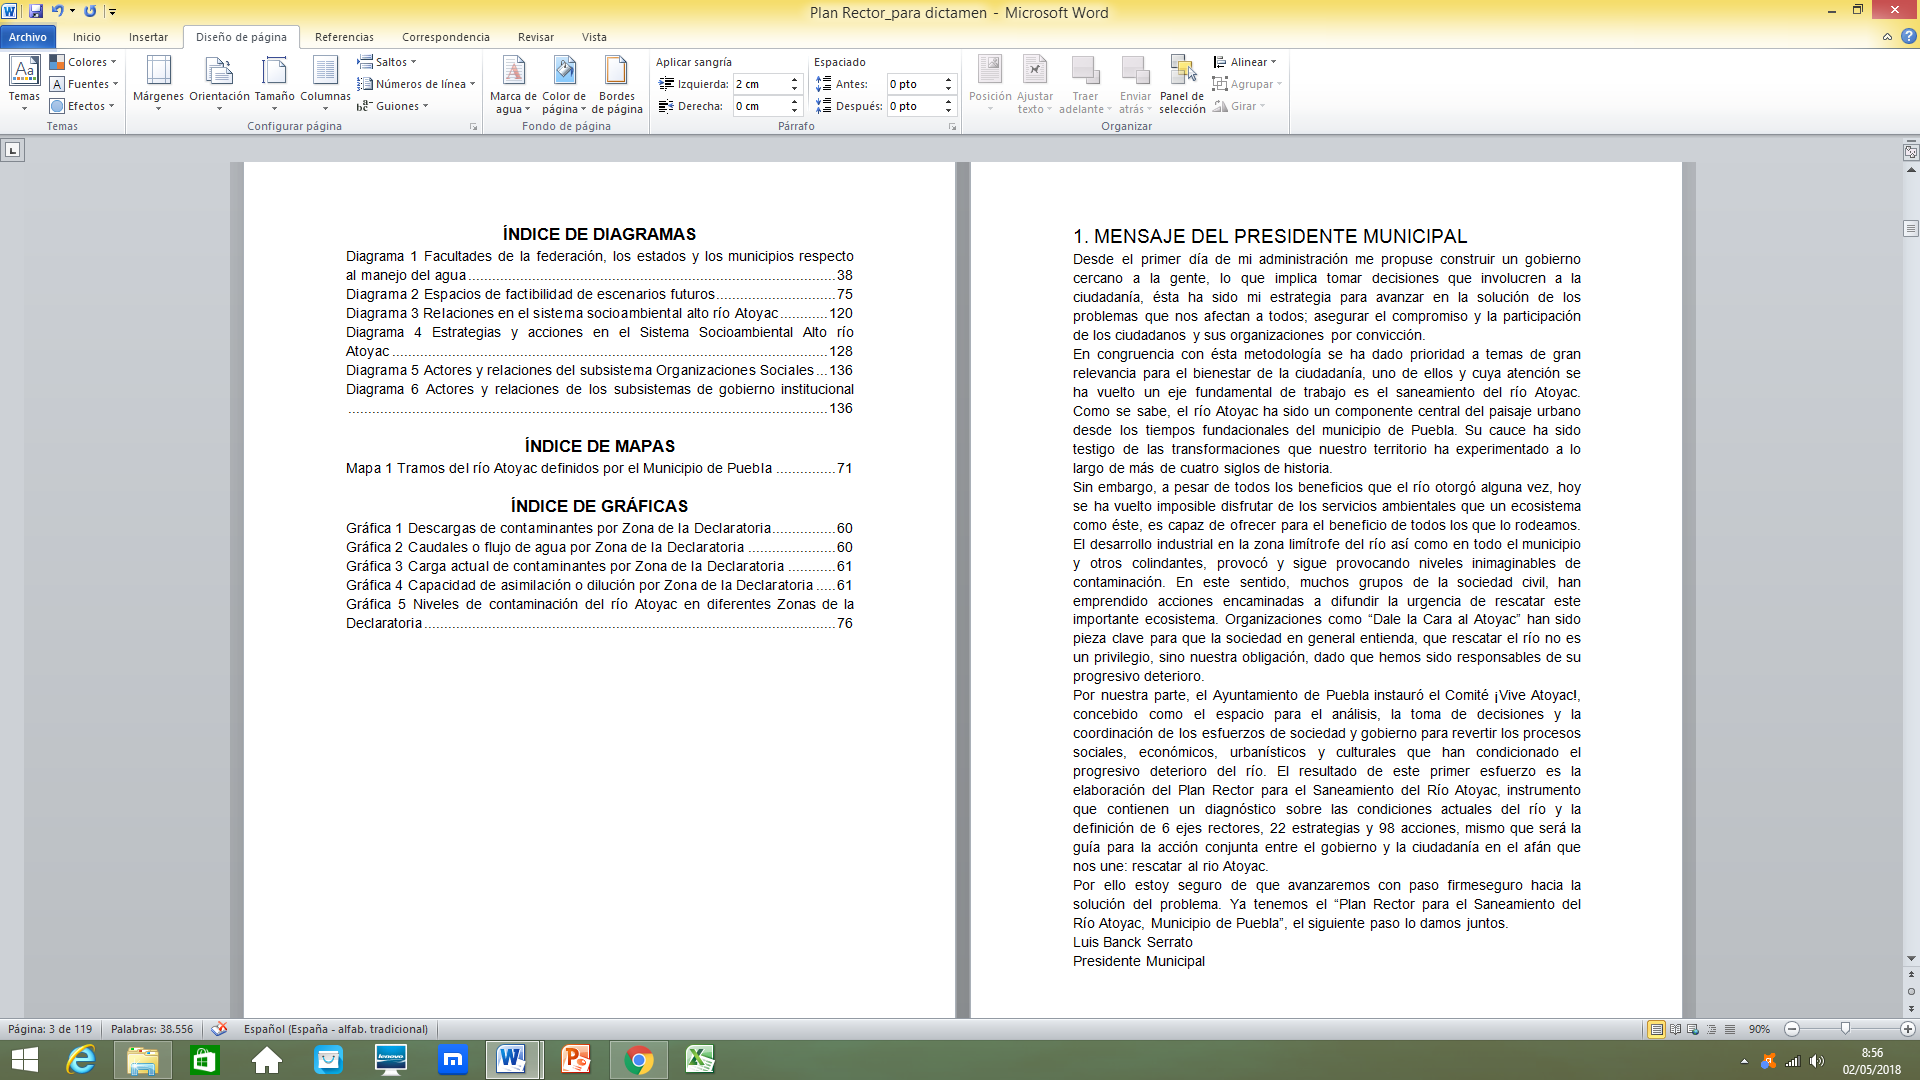 Plan Rector_para dictamen - Microsoft Word
Archivo Inicio Insertar Diseño de página Referencias Correspondencia Revisar Vista
Temas
Colores
Fuentes
Efectos
Temas
Márgenes Orientación Tamaño Columnas
Saltos
Números de línea
Guiones
Configurar página
Marca de agua
Color de página
Bordes de página
Fondo de página
Aplicar sangría
Izquierda: 2 cm
Derecha: 0 cm
Espaciado
Antes: 0 pto
Después: 0 pto
Párrafo
Posición
Ajustar texto
Traer adelante
Enviar atrás
Panel de selección
Alinear
Agrupar
Girar
Organizar
ÍNDICE DE DIAGRAMAS
Diagrama 1 Facultades de la federación, los estados y los municipios respecto
al manejo del agua ..... 38
Diagrama 2 Espacios de factibilidad de escenarios futuros ..... 75
Diagrama 3 Relaciones en el sistema socioambiental alto río Atoyac ..... 120
Diagrama 4 Estrategias y acciones en el Sistema Socioambiental Alto río
Atoyac ..... 128
Diagrama 5 Actores y relaciones del subsistema Organizaciones Sociales ... 136
Diagrama 6 Actores y relaciones de los subsistemas de gobierno institucional
..... 136
ÍNDICE DE MAPAS
Mapa 1 Tramos del río Atoyac definidos por el Municipio de Puebla ..... 71
ÍNDICE DE GRÁFICAS
Gráfica 1 Descargas de contaminantes por Zona de la Declaratoria ..... 60
Gráfica 2 Caudales o flujo de agua por Zona de la Declaratoria ..... 60
Gráfica 3 Carga actual de contaminantes por Zona de la Declaratoria ..... 61
Gráfica 4 Capacidad de asimilación o dilución por Zona de la Declaratoria ..... 61
Gráfica 5 Niveles de contaminación del río Atoyac en diferentes Zonas de la
Declaratoria ..... 76
1. MENSAJE DEL PRESIDENTE MUNICIPAL
Desde el primer día de mi administración me propuse construir un gobierno
cercano a la gente, lo que implica tomar decisiones que involucren a la
ciudadanía, ésta ha sido mi estrategia para avanzar en la solución de los
problemas que nos afectan a todos; asegurar el compromiso y la participación
de los ciudadanos y sus organizaciones por convicción.
En congruencia con ésta metodología se ha dado prioridad a temas de gran
relevancia para el bienestar de la ciudadanía, uno de ellos y cuya atención se
ha vuelto un eje fundamental de trabajo es el saneamiento del río Atoyac.
Como se sabe, el río Atoyac ha sido un componente central del paisaje urbano
desde los tiempos fundacionales del municipio de Puebla. Su cauce ha sido
testigo de las transformaciones que nuestro territorio ha experimentado a lo
largo de más de cuatro siglos de historia.
Sin embargo, a pesar de todos los beneficios que el río otorgó alguna vez, hoy
se ha vuelto imposible disfrutar de los servicios ambientales que un ecosistema
como éste, es capaz de ofrecer para el beneficio de todos los que lo rodeamos.
El desarrollo industrial en la zona limítrofe del río así como en todo el municipio
y otros colindantes, provocó y sigue provocando niveles inimaginables de
contaminación. En este sentido, muchos grupos de la sociedad civil, han
emprendido acciones encaminadas a difundir la urgencia de rescatar este
importante ecosistema. Organizaciones como “Dale la Cara al Atoyac” han sido
pieza clave para que la sociedad en general entienda, que rescatar el río no es
un privilegio, sino nuestra obligación, dado que hemos sido responsables de su
progresivo deterioro.
Por nuestra parte, el Ayuntamiento de Puebla instauró el Comité ¡Vive Atoyac!,
concebido como el espacio para el análisis, la toma de decisiones y la
coordinación de los esfuerzos de sociedad y gobierno para revertir los procesos
sociales, económicos, urbanísticos y culturales que han condicionado el
progresivo deterioro del río. El resultado de este primer esfuerzo es la
elaboración del Plan Rector para el Saneamiento del Río Atoyac, instrumento
que contienen un diagnóstico sobre las condiciones actuales del río y la
definición de 6 ejes rectores, 22 estrategias y 98 acciones, mismo que será la
guía para la acción conjunta entre el gobierno y la ciudadanía en el afán que
nos une: rescatar al rio Atoyac.
Por ello estoy seguro de que avanzaremos con paso firmeseguro hacia la
solución del problema. Ya tenemos el “Plan Rector para el Saneamiento del
Río Atoyac, Municipio de Puebla”, el siguiente paso lo damos juntos.
Luis Banck Serrato
Presidente Municipal
Página: 3 de 119 Palabras: 38.556 Español (España - alfab. tradicional) 90%
8:56
02/05/2018